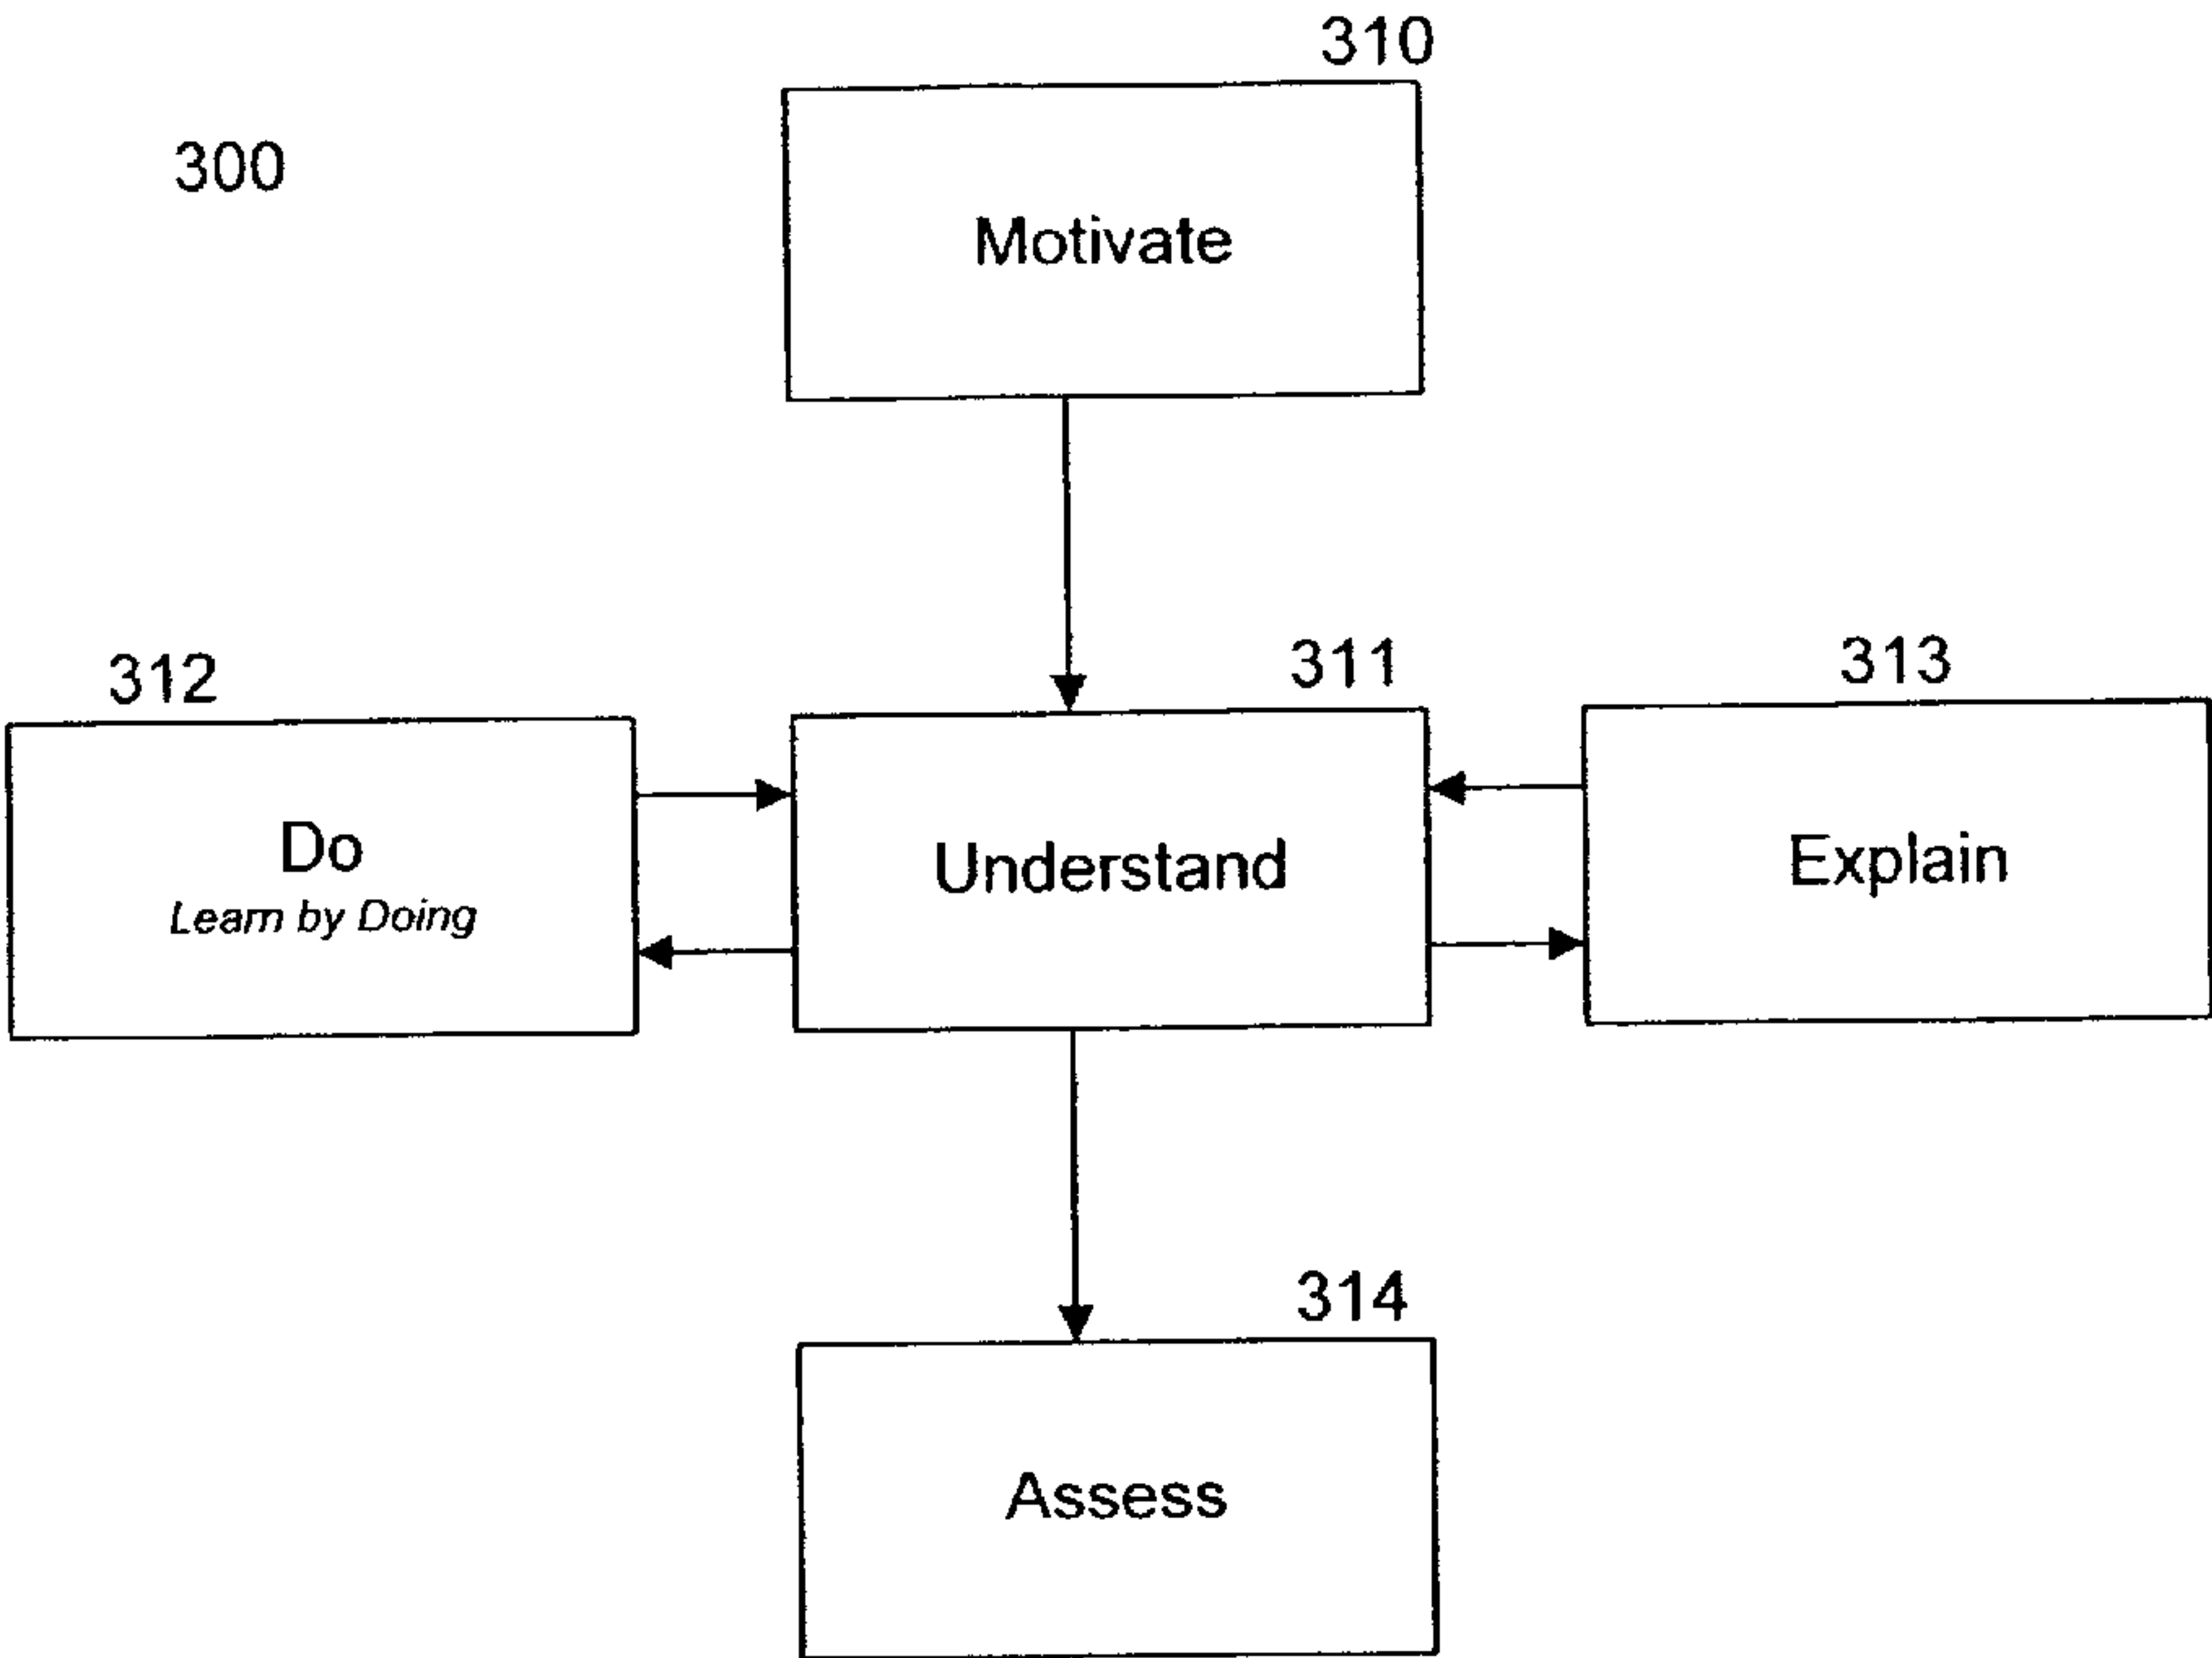 310
300
Motivate
312
311
313
Do
Learn by Doing
Understand
Explain
314
Assess